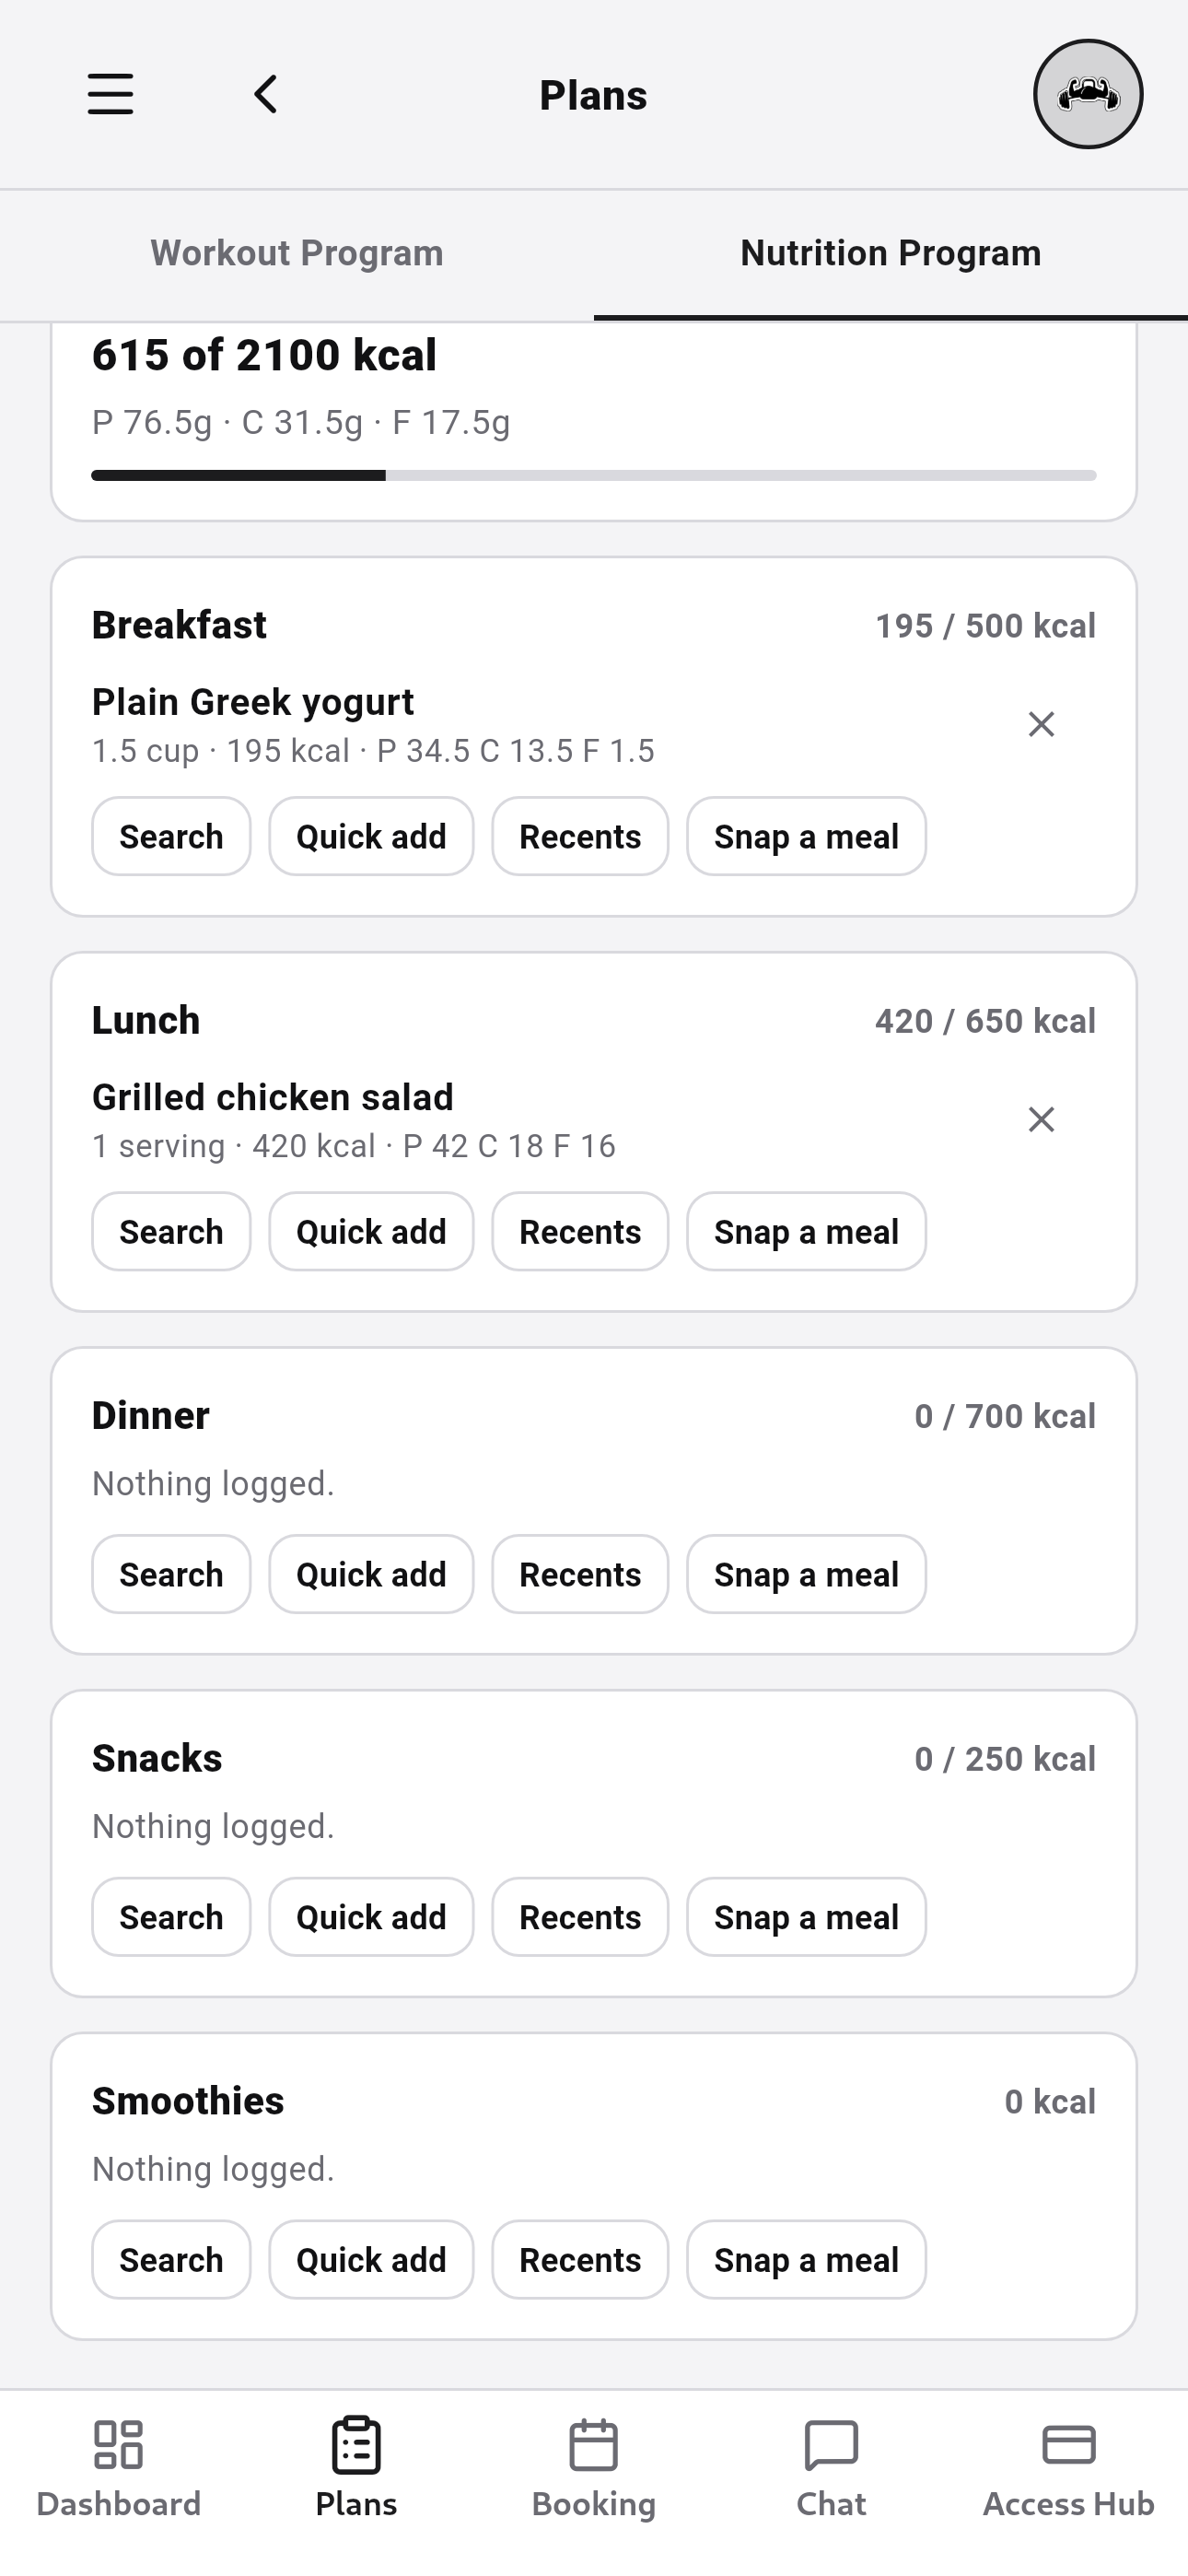 Plans
Workout Program
Nutrition Program
615 of 2100 kcal
P 76.5g · C 31.5g · F 17.5g
Breakfast
195 / 500 kcal
Plain Greek yogurt
1.5 cup · 195 kcal · P 34.5 C 13.5 F 1.5
Search
Quick add
Recents
Snap a meal
Lunch
420 / 650 kcal
Grilled chicken salad
1 serving · 420 kcal · P 42 C 18 F 16
Search
Quick add
Recents
Snap a meal
Dinner
0 / 700 kcal
Nothing logged.
Search
Quick add
Recents
Snap a meal
Snacks
0 / 250 kcal
Nothing logged.
Search
Quick add
Recents
Snap a meal
Smoothies
0 kcal
Nothing logged.
Search
Quick add
Recents
Snap a meal
Dashboard
Plans
Booking
Chat
Access Hub